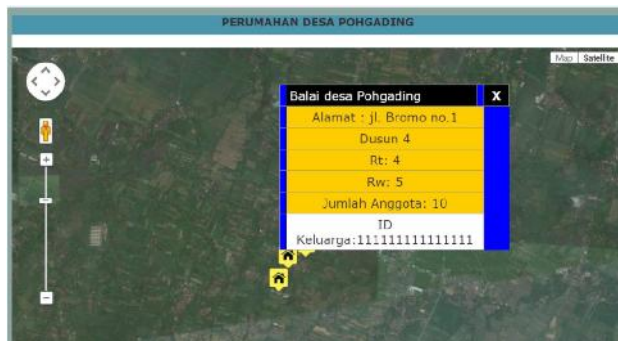 PERUMAHAN DESA POHGADING
Map Satellite
Balai desa Pohgading X
Alamat : jl. Bromo no.1
Dusun 4
Rt: 4
Rw: 5
Jumlah Anggota: 10
ID
Keluarga:111111111111111